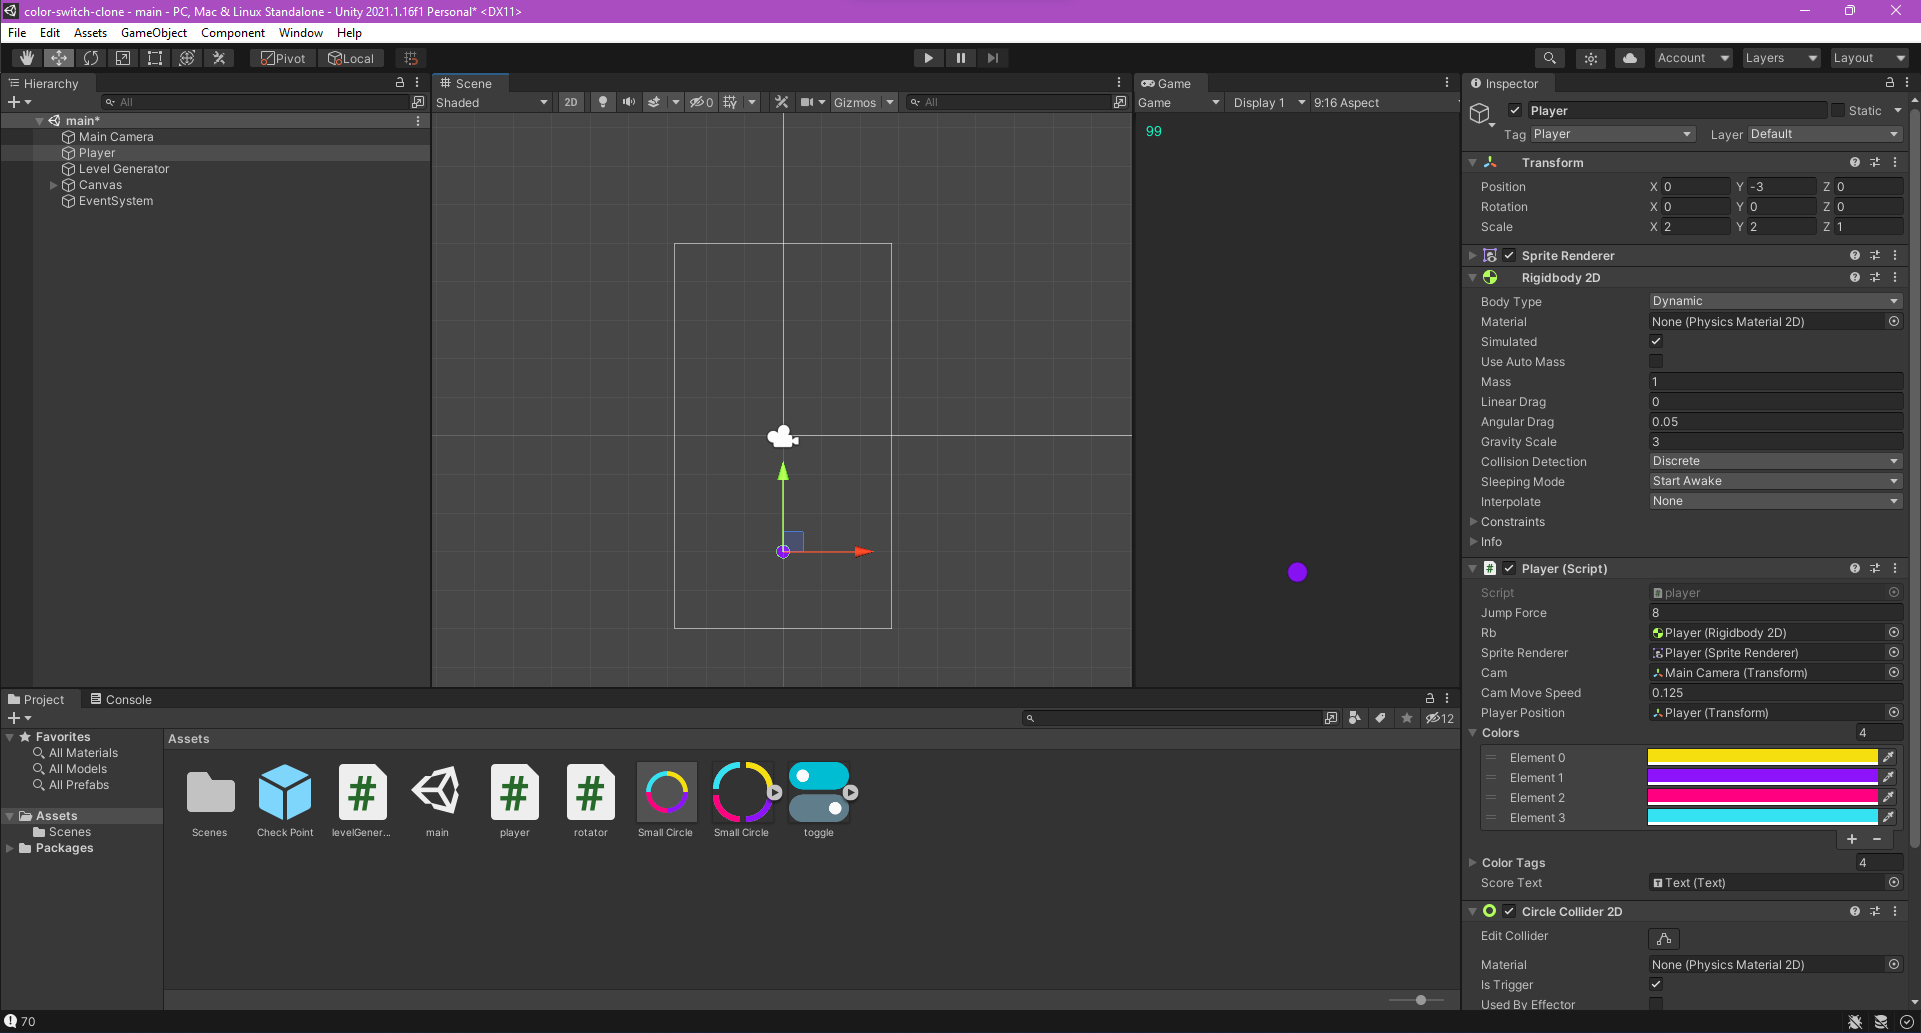 color-switch-clone - main - PC, Mac & Linux Standalone - Unity 2021.1.16f1 Personal* <DX11>
File Edit Assets GameObject Component Window Help
Pivot Local Account Layers Layout
Hierarchy
All
main*
Main Camera
Player
Level Generator
Canvas
EventSystem
Scene
Shaded 2D 0 Gizmos All
Game
Game Display 1 9:16 Aspect
99
Inspector
Player Static
Tag Player Layer Default
Transform
Position X 0 Y -3 Z 0
Rotation X 0 Y 0 Z 0
Scale X 2 Y 2 Z 1
Sprite Renderer
Rigidbody 2D
Body Type Dynamic
Material None (Physics Material 2D)
Simulated
Use Auto Mass
Mass 1
Linear Drag 0
Angular Drag 0.05
Gravity Scale 3
Collision Detection Discrete
Sleeping Mode Start Awake
Interpolate None
Constraints
Info
# Player (Script)
Script player
Jump Force 8
Rb Player (Rigidbody 2D)
Sprite Renderer Player (Sprite Renderer)
Cam Main Camera (Transform)
Cam Move Speed 0.125
Player Position Player (Transform)
Colors 4
Element 0
Element 1
Element 2
Element 3
Color Tags 4
Score Text Text (Text)
Circle Collider 2D
Edit Collider
Material None (Physics Material 2D)
Is Trigger
Used By Effector
Project Console
12
Favorites
All Materials
All Models
All Prefabs
Assets
Scenes
Packages
Assets
# # #
Scenes Check Point levelGener... main player rotator Small Circle Small Circle toggle
70